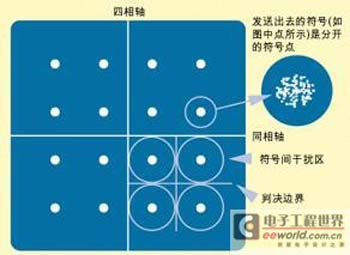 四相轴
发送出去的符号(如
图中点所示)是分开
的符号点
同相轴
符号间干扰区
判决边界
电子工程世界
eeworld.com.cn